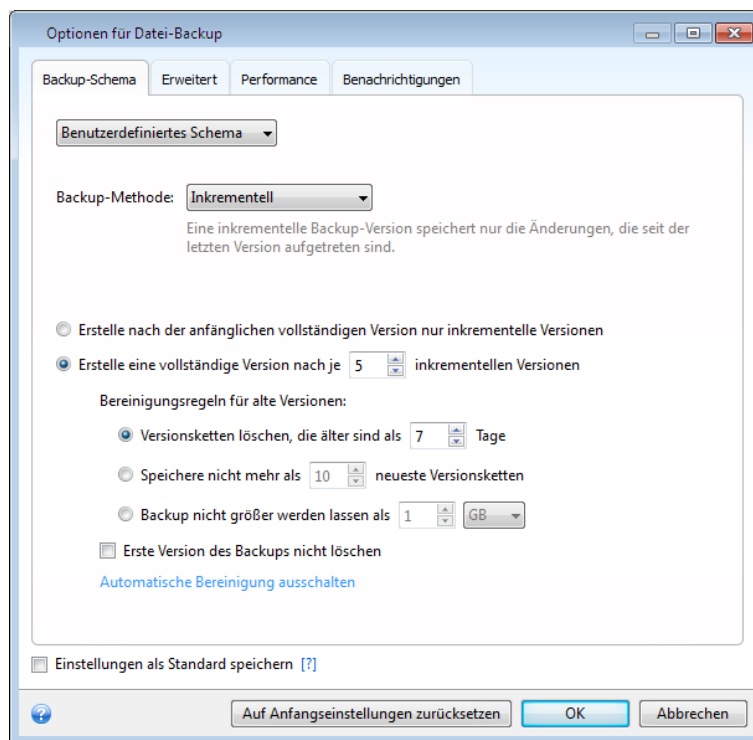 Optionen für Datei-Backup
Backup-Schema Erweitert Performance Benachrichtigungen
Benutzerdefiniertes Schema
Backup-Methode: Inkrementell
Eine inkrementelle Backup-Version speichert nur die Änderungen, die seit der
letzten Version aufgetreten sind.
Erstelle nach der anfänglichen vollständigen Version nur inkrementelle Versionen
Erstelle eine vollständige Version nach je 5 inkrementellen Versionen
Bereinigungsregeln für alte Versionen:
Versionsketten löschen, die älter sind als 7 Tage
Speichere nicht mehr als 10 neueste Versionsketten
Backup nicht größer werden lassen als 1 GB
Erste Version des Backups nicht löschen
Automatische Bereinigung ausschalten
Einstellungen als Standard speichern [?]
? Auf Anfangseinstellungen zurücksetzen OK Abbrechen